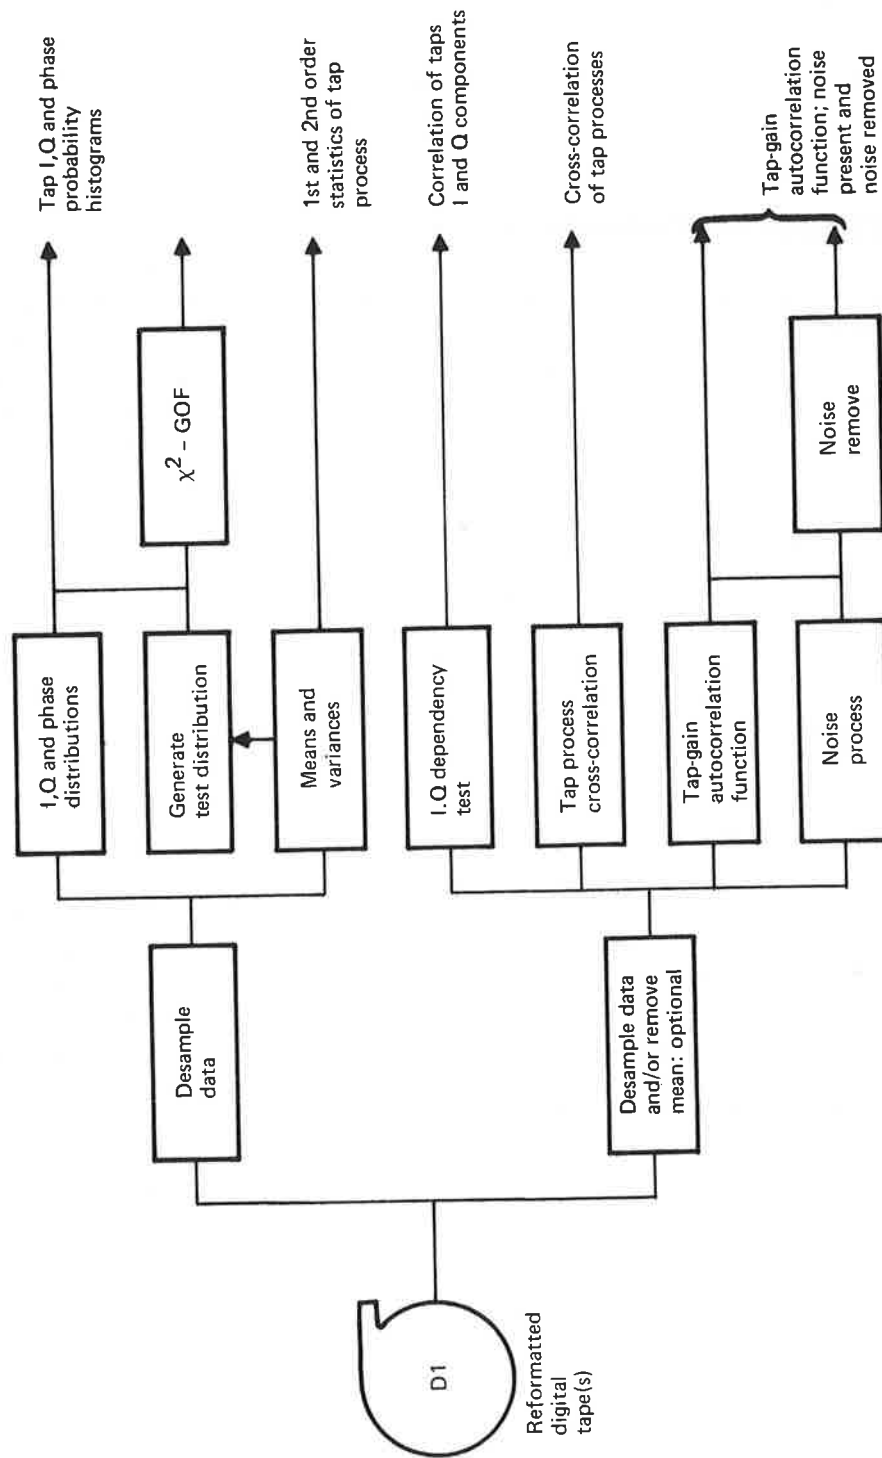 D1
Reformatted
digital
tape(s)
Desample
data
Desample data
and/or remove
mean: optional
I,Q and phase
distributions
Generate
test distribution
Means and
variances
I.Q dependency
test
Tap process
cross-correlation
Tap-gain
autocorrelation
function
Noise
process
χ² – GOF
Noise
remove
Tap I,Q and phase
probability
histograms
1st and 2nd order
statistics of tap
process
Correlation of taps
I and Q components
Cross-correlation
of tap processes
Tap-gain
autocorrelation
function; noise
present and
noise removed